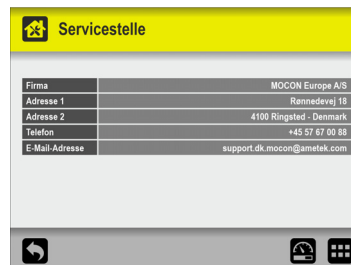 Servicestelle
Firma MOCON Europe A/S
Adresse 1 Rønnedevej 18
Adresse 2 4100 Ringsted - Denmark
Telefon +45 57 67 00 88
E-Mail-Adresse support.dk.mocon@ametek.com